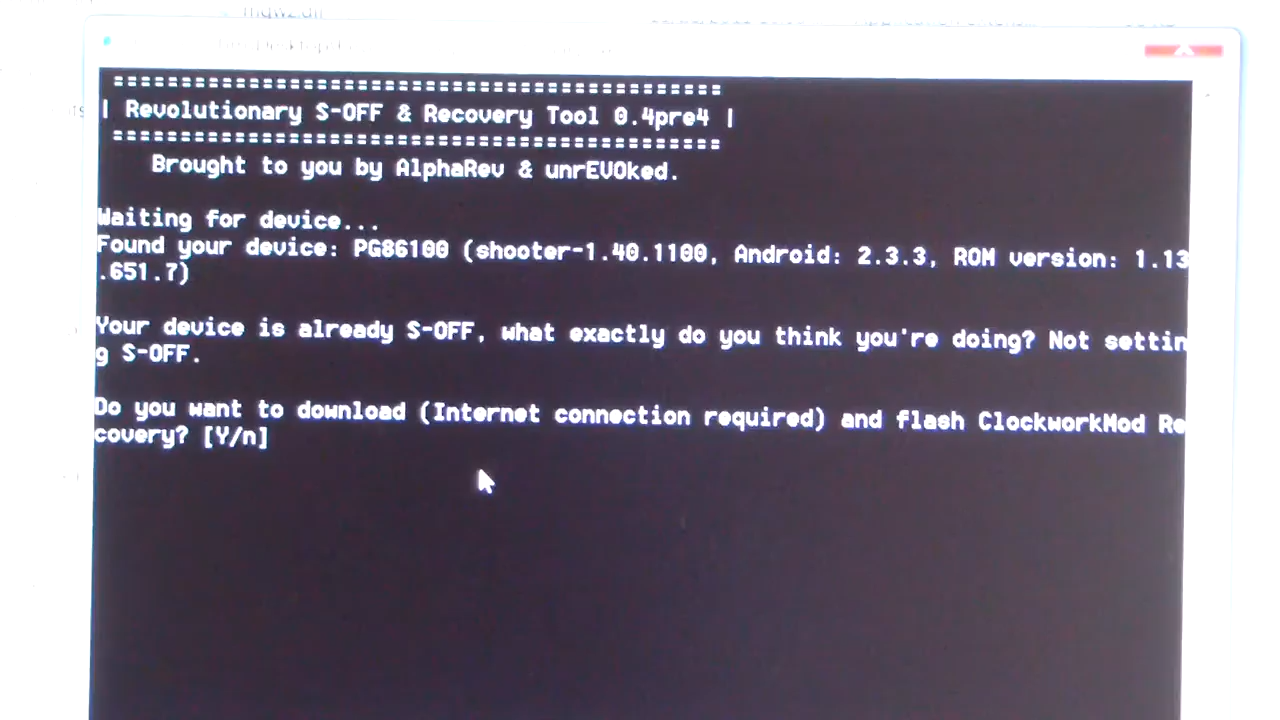 mqwz.dll
=============================================
| Revolutionary S-OFF & Recovery Tool 0.4pre4 |
=============================================
Brought to you by AlphaRev & unrEVOked.
Waiting for device...
Found your device: PG86100 (shooter-1.40.1100, Android: 2.3.3, ROM version: 1.13
.651.7)
Your device is already S-OFF, what exactly do you think you're doing? Not settin
g S-OFF.
Do you want to download (Internet connection required) and flash ClockworkMod Re
covery? [Y/n]